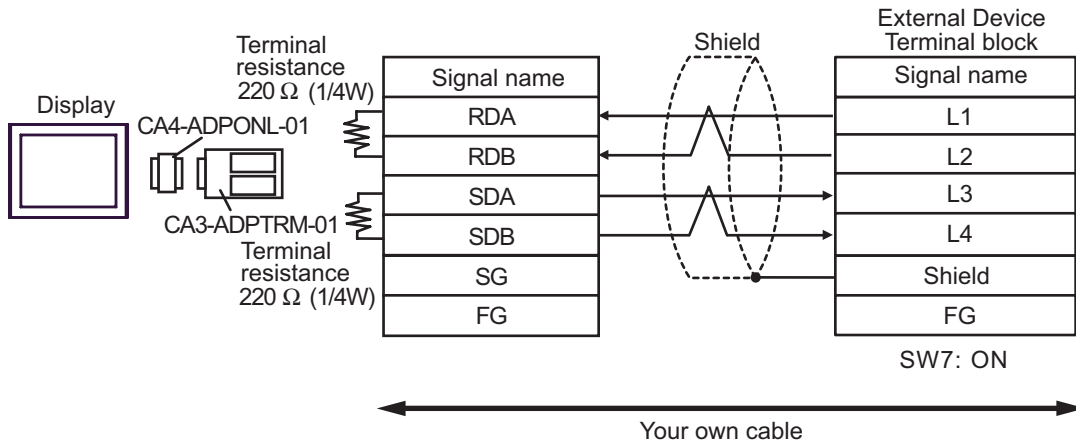 External Device
Terminal block
Shield
Terminal
resistance
220 Ω (1/4W)
Display
CA4-ADPONL-01
CA3-ADPTRM-01
Terminal
resistance
220 Ω (1/4W)
Signal name
RDA
RDB
SDA
SDB
SG
FG
Signal name
L1
L2
L3
L4
Shield
FG
SW7: ON
Your own cable